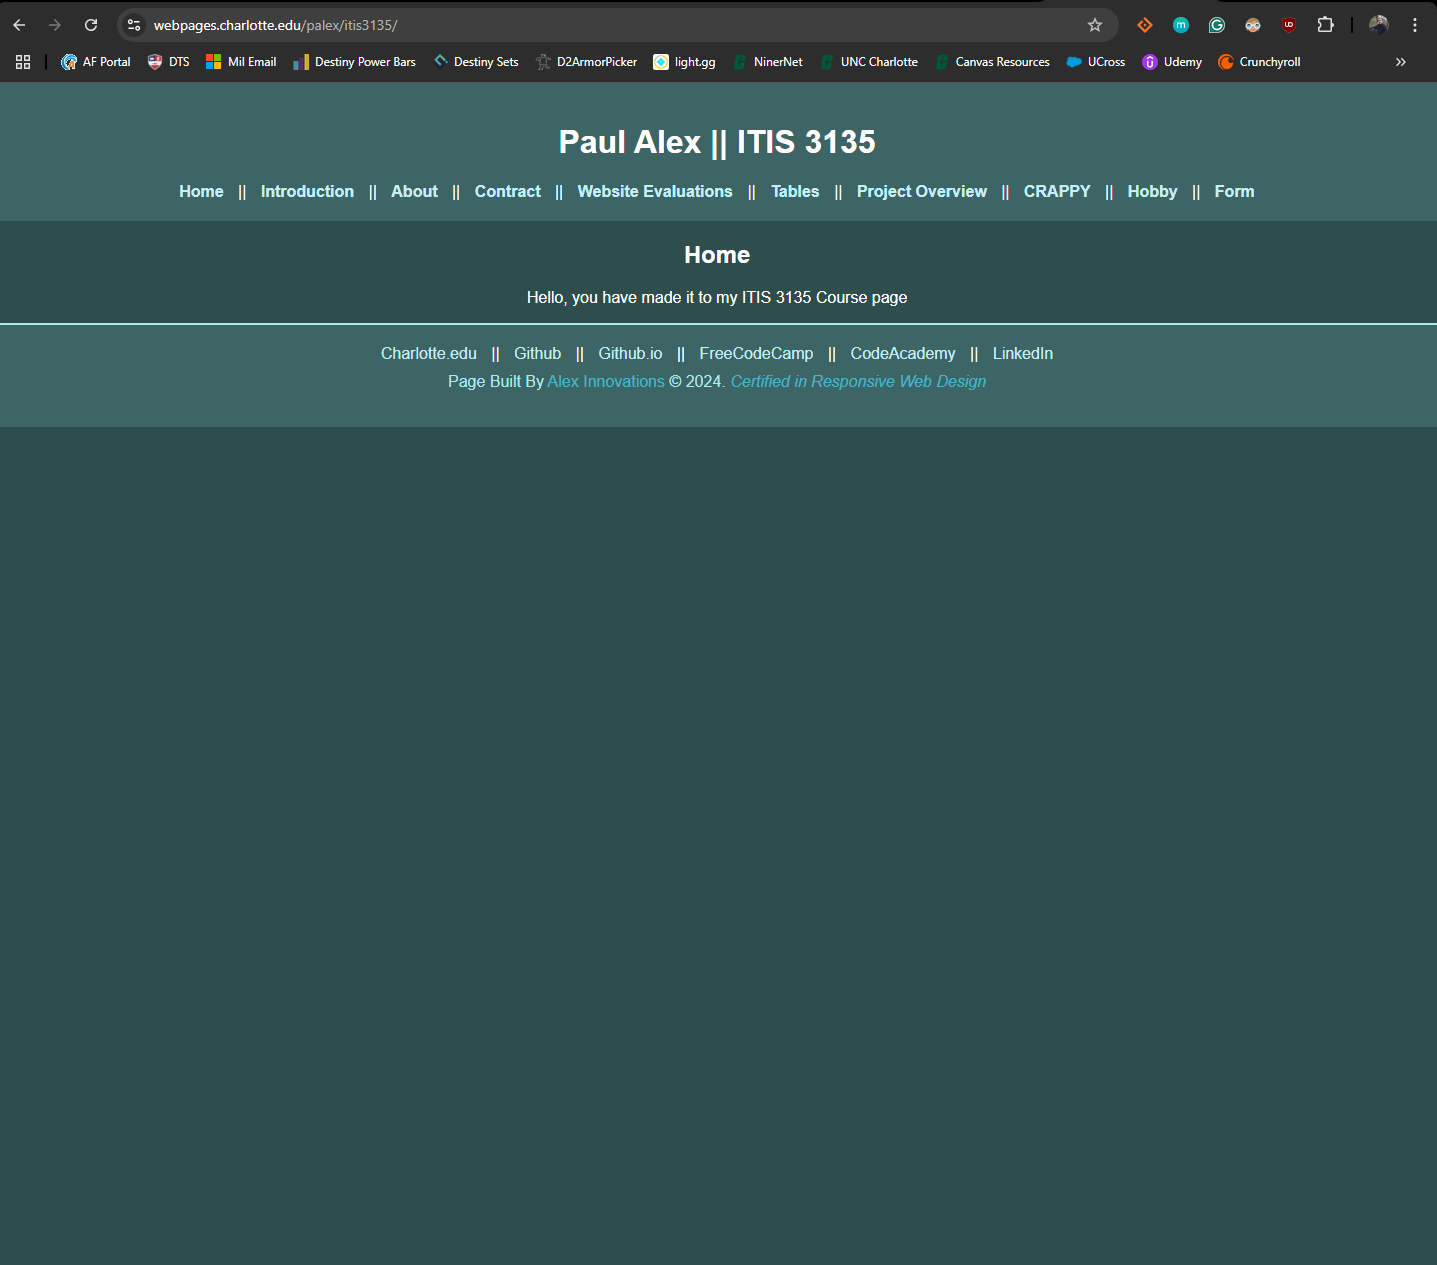 webpages.charlotte.edu/palex/itis3135/
AF Portal DTS Mil Email Destiny Power Bars Destiny Sets D2ArmorPicker light.gg NinerNet UNC Charlotte Canvas Resources UCross Udemy Crunchyroll »
Paul Alex || ITIS 3135
Home || Introduction || About || Contract || Website Evaluations || Tables || Project Overview || CRAPPY || Hobby || Form
Home
Hello, you have made it to my ITIS 3135 Course page
Charlotte.edu || Github || Github.io || FreeCodeCamp || CodeAcademy || LinkedIn
Page Built By Alex Innovations © 2024. Certified in Responsive Web Design